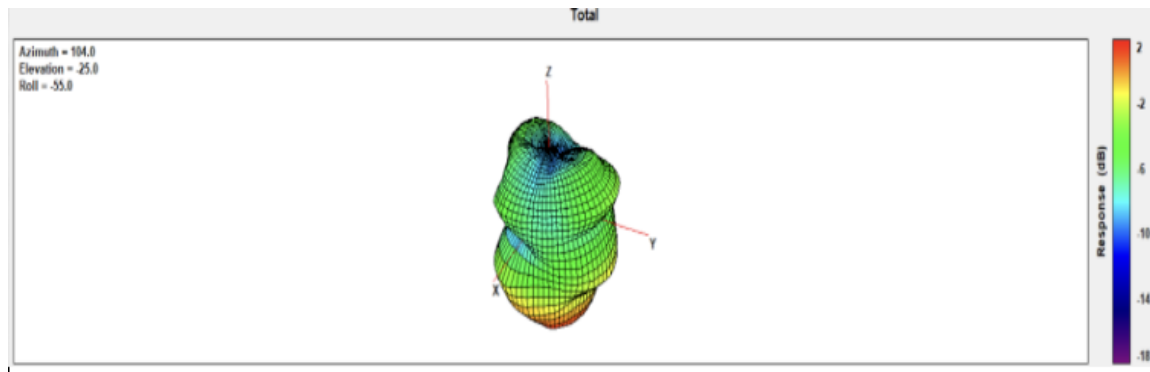 Total
Azimuth = 104.0
Elevation = -25.0
Roll = -55.0
Z
Y
X
Response (dB)
2
-2
-6
-10
-14
-18